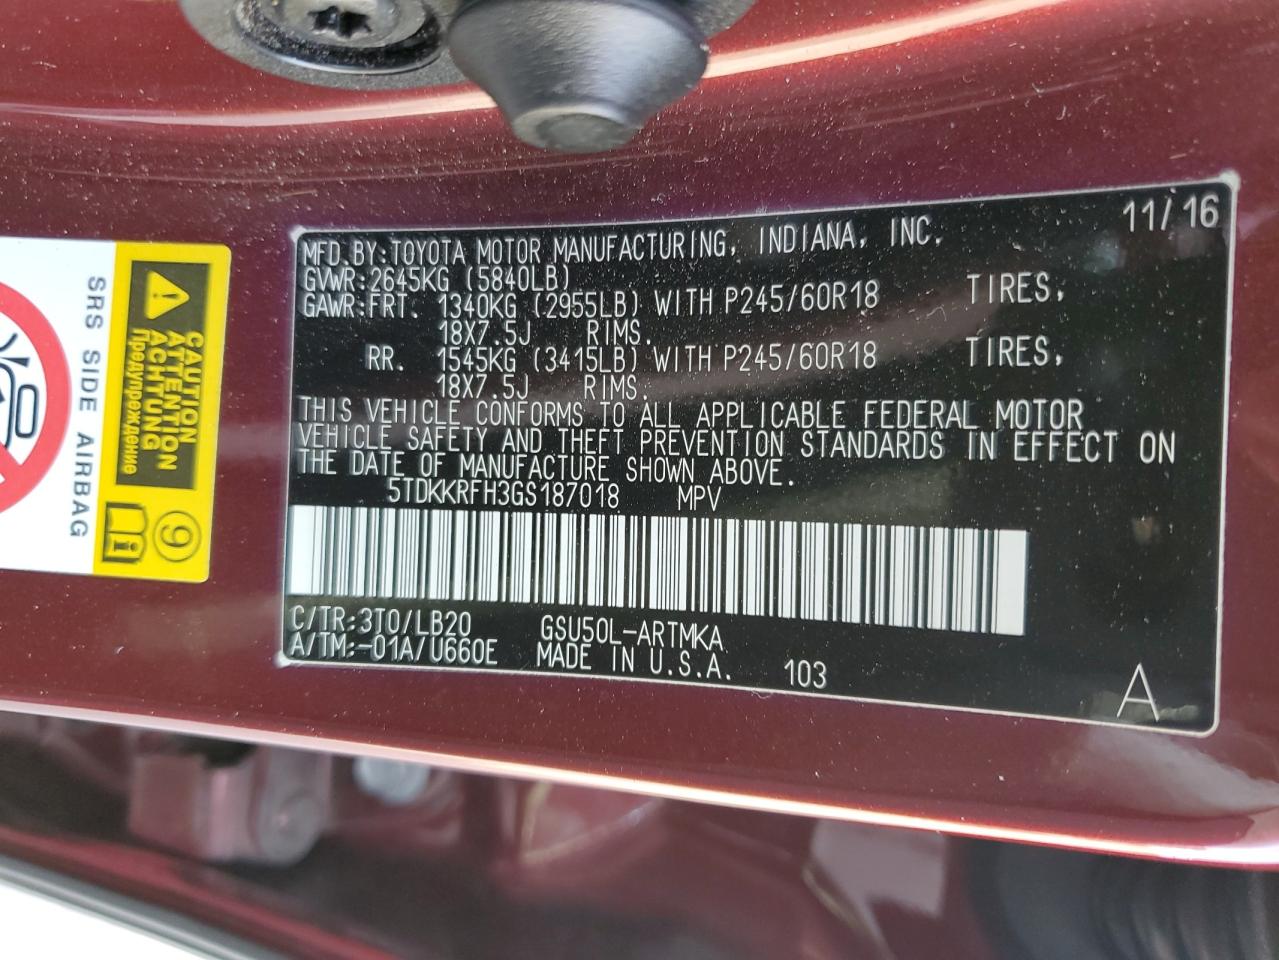 11/16
MFD.BY:TOYOTA MOTOR MANUFACTURING, INDIANA, INC.
GVWR:2645KG (5840LB)
GAWR:FRT. 1340KG (2955LB) WITH P245/60R18 TIRES,
18X7.5J RIMS.
RR. 1545KG (3415LB) WITH P245/60R18 TIRES,
18X7.5J RIMS.
THIS VEHICLE CONFORMS TO ALL APPLICABLE FEDERAL MOTOR
VEHICLE SAFETY AND THEFT PREVENTION STANDARDS IN EFFECT ON
THE DATE OF MANUFACTURE SHOWN ABOVE.
5TDKKRFH3GS187018 MPV
C/TR:3T0/LB20 GSU50L-ARTMKA
A/TM:-01A/U660E MADE IN U.S.A. 103
A
CAUTION
ATTENTION
ACHTUNG
Предупреждение
9
i
SRS SIDE AIRBAG